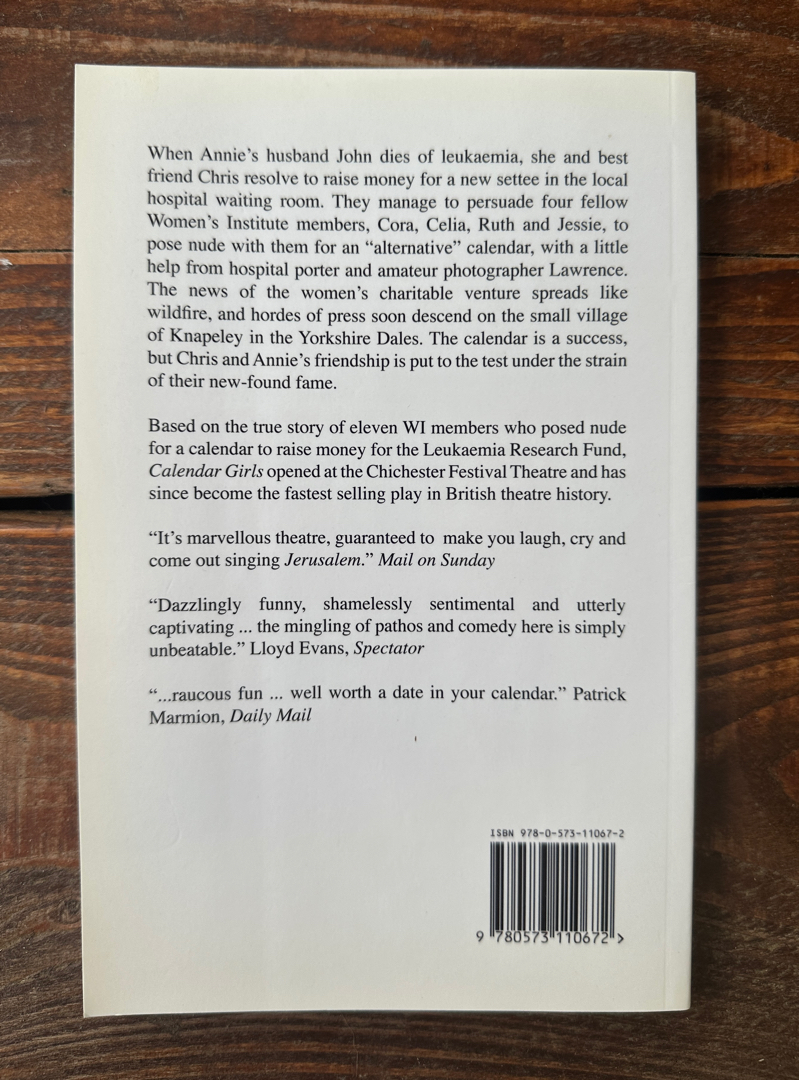 When Annie's husband John dies of leukaemia, she and best
friend Chris resolve to raise money for a new settee in the local
hospital waiting room. They manage to persuade four fellow
Women's Institute members, Cora, Celia, Ruth and Jessie, to
pose nude with them for an “alternative” calendar, with a little
help from hospital porter and amateur photographer Lawrence.
The news of the women's charitable venture spreads like
wildfire, and hordes of press soon descend on the small village
of Knapeley in the Yorkshire Dales. The calendar is a success,
but Chris and Annie's friendship is put to the test under the strain
of their new-found fame.
Based on the true story of eleven WI members who posed nude
for a calendar to raise money for the Leukaemia Research Fund,
Calendar Girls opened at the Chichester Festival Theatre and has
since become the fastest selling play in British theatre history.
“It's marvellous theatre, guaranteed to make you laugh, cry and
come out singing Jerusalem.” Mail on Sunday
“Dazzlingly funny, shamelessly sentimental and utterly
captivating ... the mingling of pathos and comedy here is simply
unbeatable.” Lloyd Evans, Spectator
“...raucous fun ... well worth a date in your calendar.” Patrick
Marmion, Daily Mail
ISBN 978-0-573-11067-2
9 780573 110672 >